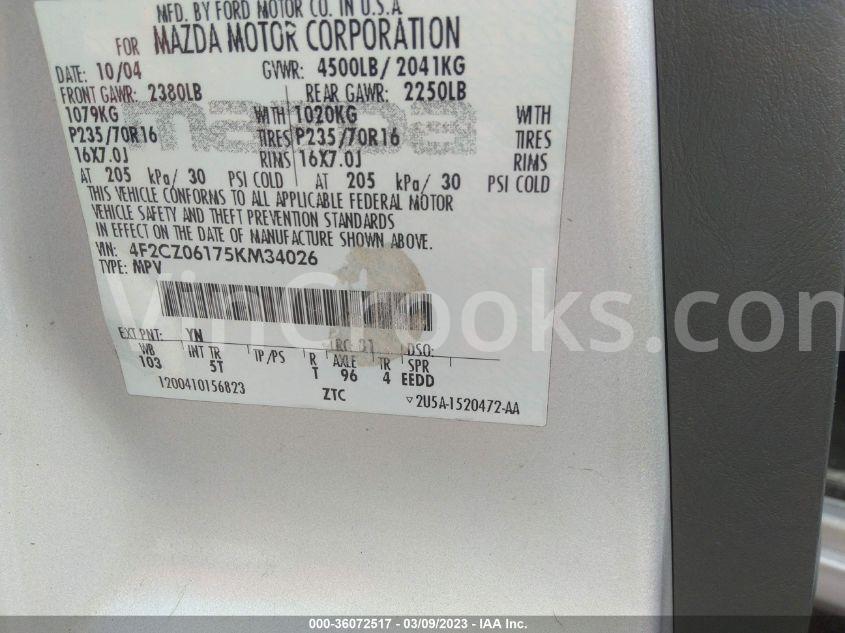 MFD. BY FORD MOTOR CO. IN U.S.A
FOR MAZDA MOTOR CORPORATION
DATE: 10/04 GVWR: 4500LB/ 2041KG
FRONT GAWR: 2380LB REAR GAWR: 2250LB
1079KG WITH 1020KG WITH
P235/70R16 TIRES P235/70R16 TIRES
16X7.0J RIMS 16X7.0J RIMS
AT 205 kPa/ 30 PSI COLD AT 205 kPa/ 30 PSI COLD
THIS VEHICLE CONFORMS TO ALL APPLICABLE FEDERAL MOTOR
VEHICLE SAFETY AND THEFT PREVENTION STANDARDS
IN EFFECT ON THE DATE OF MANUFACTURE SHOWN ABOVE.
VIN: 4F2CZ06175KM34026
TYPE: MPV
VinCrooks.com
EXT PNT: YN RC: B1 DSO:
WB INT TR TP/PS R AXLE TR SPR
103 5T T 96 4 EEDD
1200410156823 ZTC ▽2U5A-1520472-AA
mazda
000-36072517 - 03/09/2023 - IAA Inc.